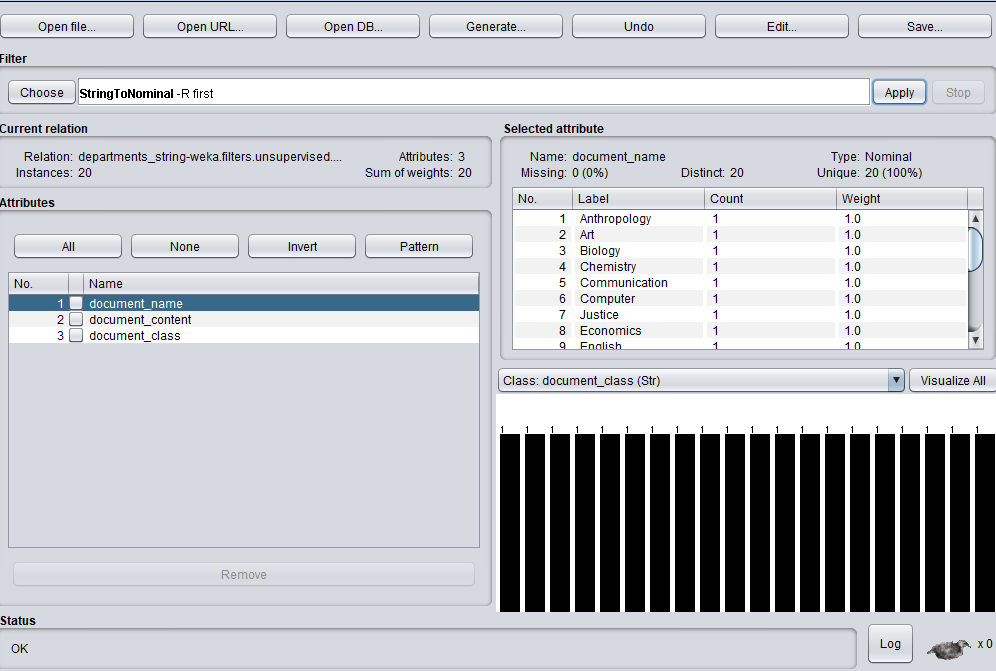 Open file... Open URL... Open DB... Generate... Undo Edit... Save...
Filter
Choose StringToNominal -R first Apply Stop
Current relation
Relation: departments_string-weka.filters.unsupervised.... Attributes: 3
Instances: 20 Sum of weights: 20
Attributes
All None Invert Pattern
No. Name
1 document_name
2 document_content
3 document_class
Remove
Selected attribute
Name: document_name Type: Nominal
Missing: 0 (0%) Distinct: 20 Unique: 20 (100%)
No. Label Count Weight
1 Anthropology 1 1.0
2 Art 1 1.0
3 Biology 1 1.0
4 Chemistry 1 1.0
5 Communication 1 1.0
6 Computer 1 1.0
7 Justice 1 1.0
8 Economics 1 1.0
9 English 1 1.0
Class: document_class (Str) Visualize All
1 1 1 1 1 1 1 1 1 1 1 1 1 1 1 1 1 1 1 1
Status
OK
Log x 0